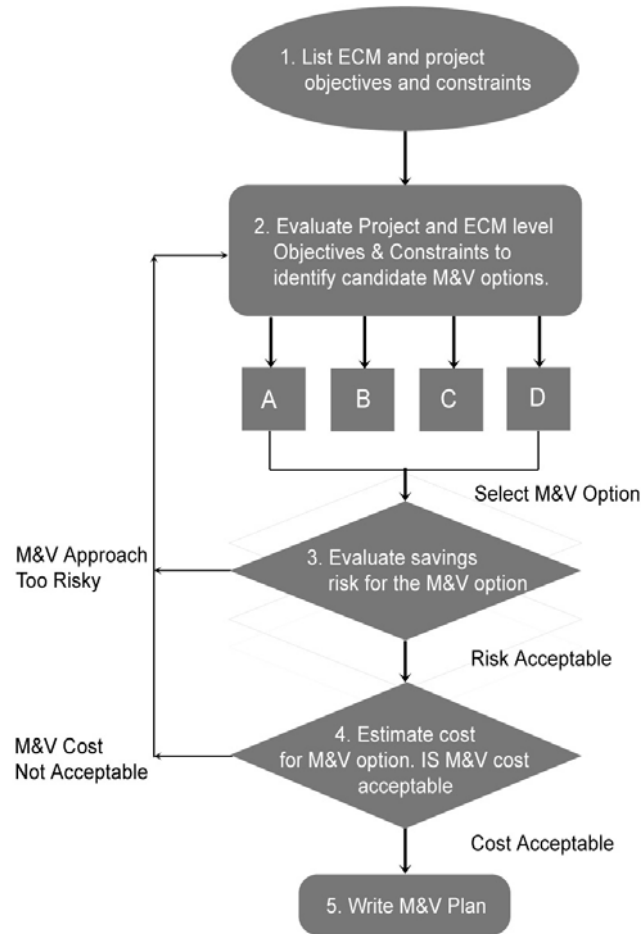 1. List ECM and project
objectives and constraints
2. Evaluate Project and ECM level
Objectives & Constraints to
identify candidate M&V options.
A
B
C
D
Select M&V Option
3. Evaluate savings
risk for the M&V option
M&V Approach
Too Risky
Risk Acceptable
4. Estimate cost
for M&V option. IS M&V cost
acceptable
M&V Cost
Not Acceptable
Cost Acceptable
5. Write M&V Plan